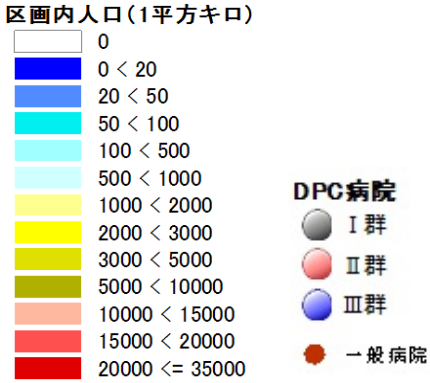 区画内人口(1平方キロ)
0
0 < 20
20 < 50
50 < 100
100 < 500
500 < 1000
1000 < 2000
2000 < 3000
3000 < 5000
5000 < 10000
10000 < 15000
15000 < 20000
20000 <= 35000
DPC病院
Ⅰ群
Ⅱ群
Ⅲ群
一般病院